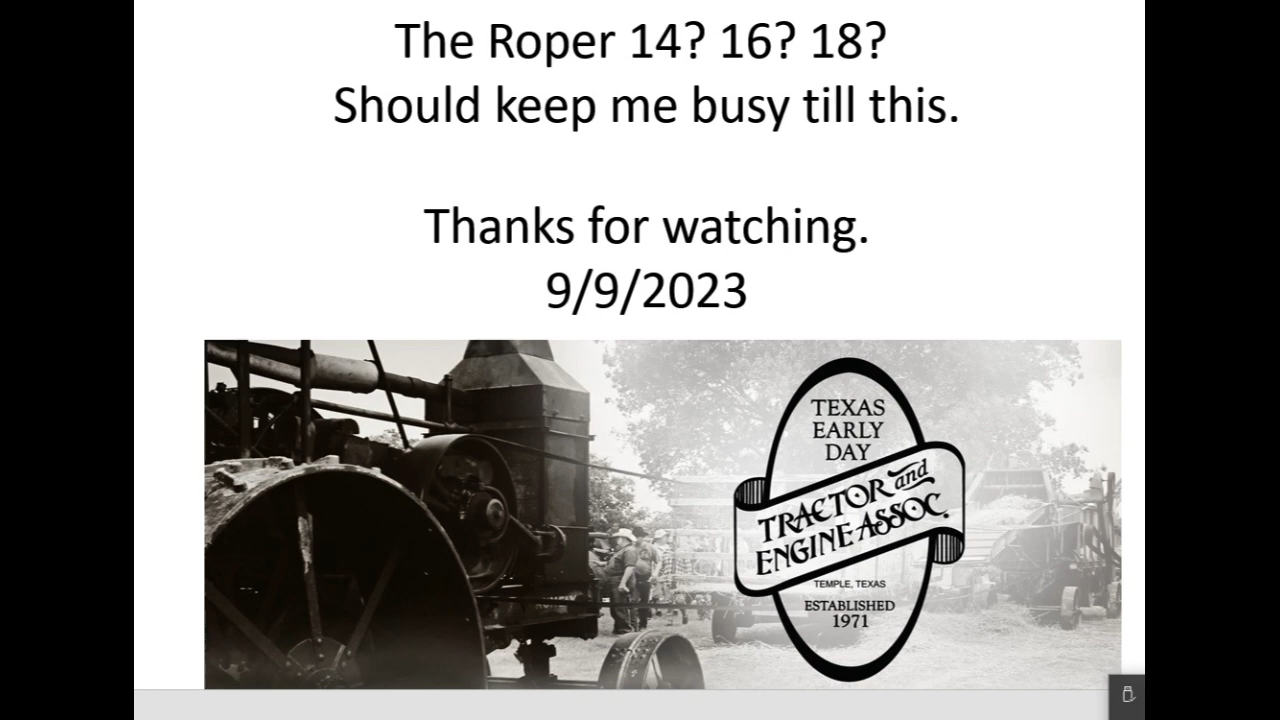 The Roper 14? 16? 18?
Should keep me busy till this.
Thanks for watching.
9/9/2023
TEXAS
EARLY
DAY
TRACTOR and
ENGINE ASSOC.
TEMPLE, TEXAS
ESTABLISHED
1971